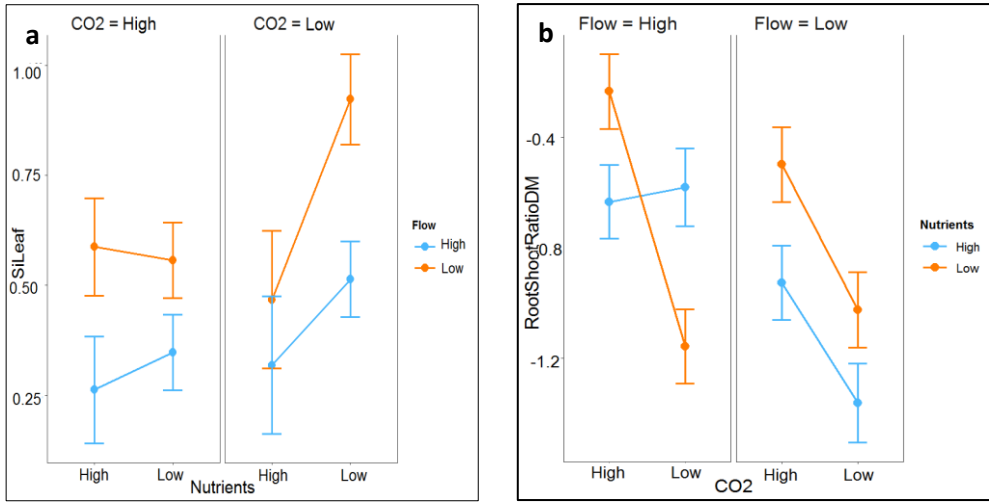 a
CO2 = High
CO2 = Low
1.00
0.75
0.50
0.25
SiLeaf
High
Low
High
Low
Nutrients
Flow
High
Low
b
Flow = High
Flow = Low
-0.4
-0.8
-1.2
RootShootRatioDM
High
Low
High
Low
CO2
Nutrients
High
Low